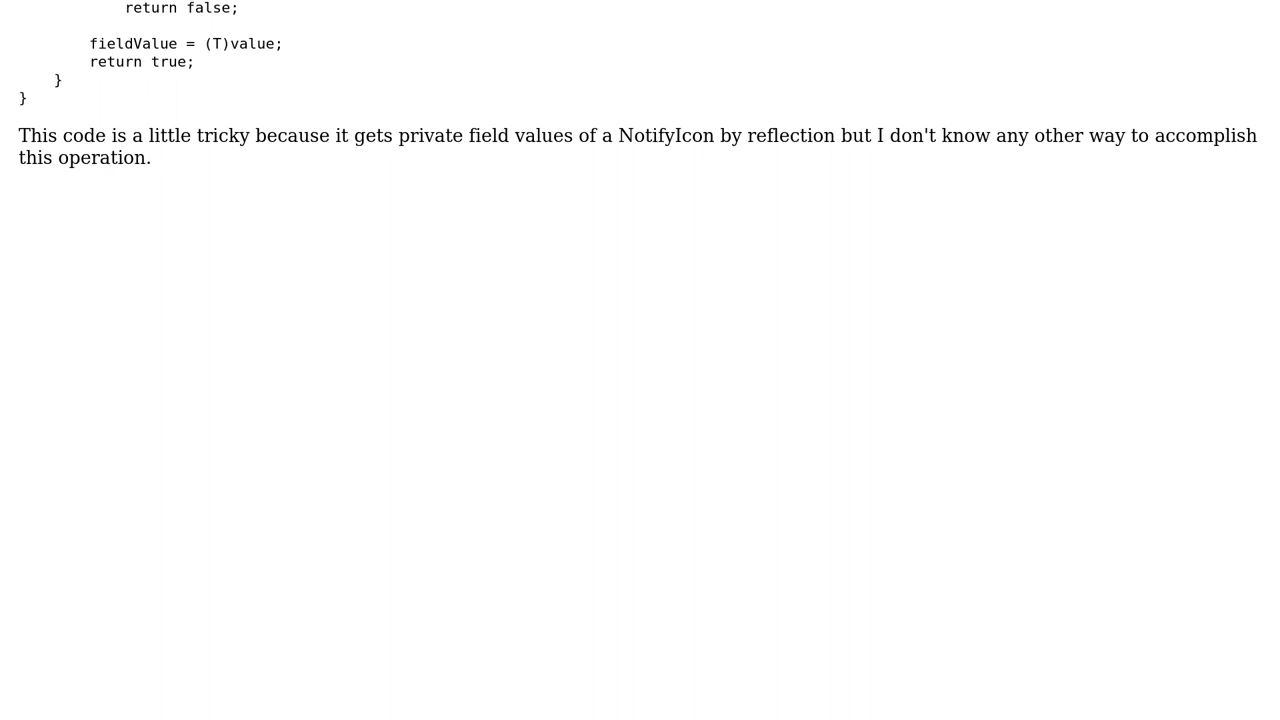 return false;

        fieldValue = (T)value;
        return true;
    }
}
This code is a little tricky because it gets private field values of a NotifyIcon by reflection but I don't know any other way to accomplish
this operation.